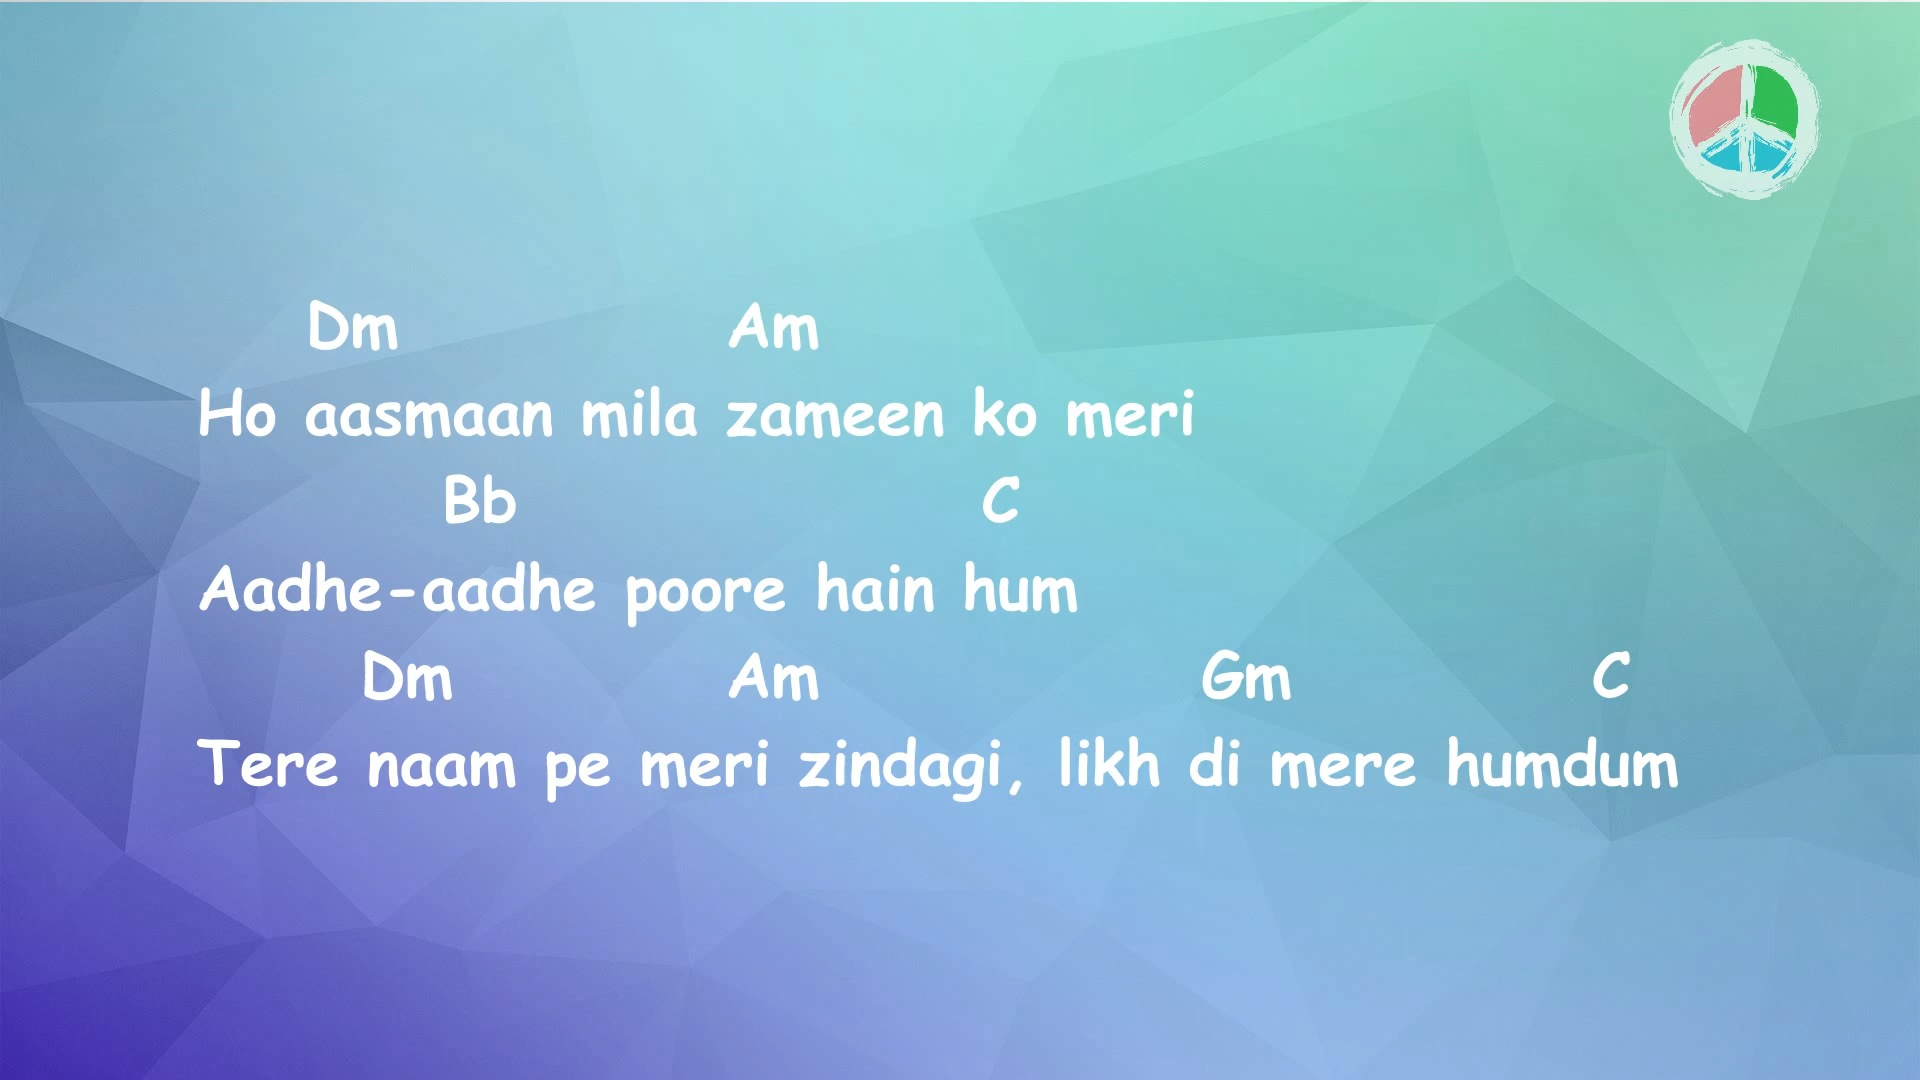 Dm Am
Ho aasmaan mila zameen ko meri
Bb C
Aadhe-aadhe poore hain hum
Dm Am Gm C
Tere naam pe meri zindagi, likh di mere humdum